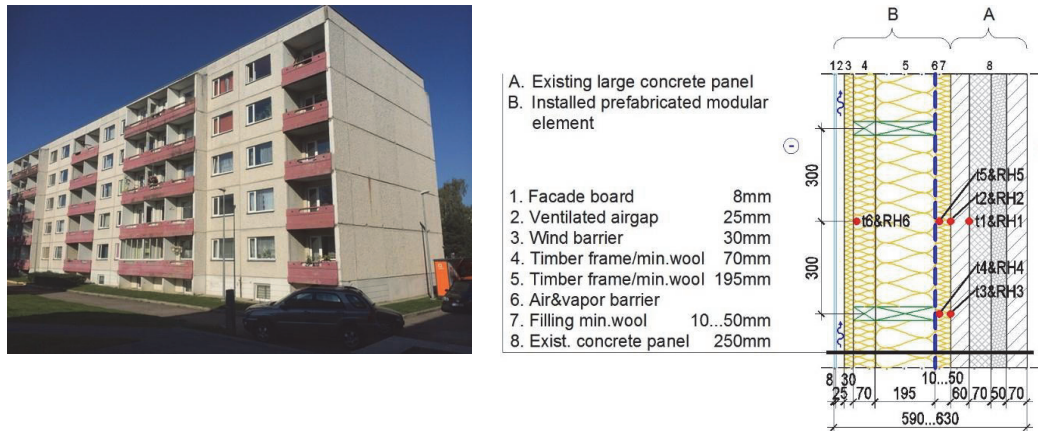 A. Existing large concrete panel
B. Installed prefabricated modular
element
1. Facade board 8mm
2. Ventilated airgap 25mm
3. Wind barrier 30mm
4. Timber frame/min.wool 70mm
5. Timber frame/min.wool 195mm
6. Air&vapor barrier
7. Filling min.wool 10...50mm
8. Exist. concrete panel 250mm
B A
1 2 3 4 5 6 7 8
300
300
t5&RH5
t2&RH2
t6&RH6 t1&RH1
t4&RH4
t3&RH3
8 30 10...50
25 70 195 60 70 50 70
590...630